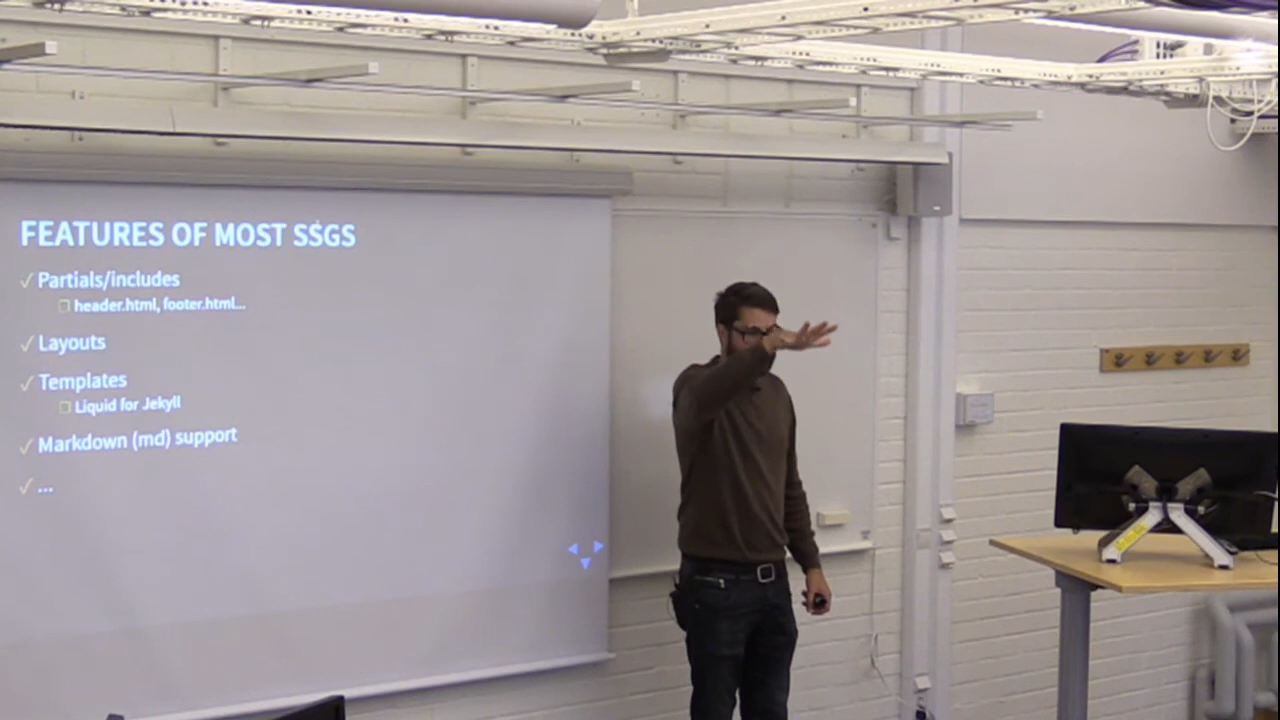 FEATURES OF MOST SSGS
Partials/includes
header.html, footer.html...
Layouts
Templates
Liquid for Jekyll
Markdown (md) support
...